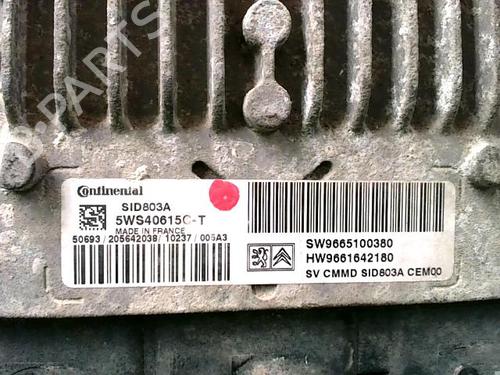 B-PARTS
Continental
SID803A
5WS40615C-T
MADE IN FRANCE
50693/205642038/10237/005A3
SW9665100380
HW9661642180
SV CMMD SID803A CEM00